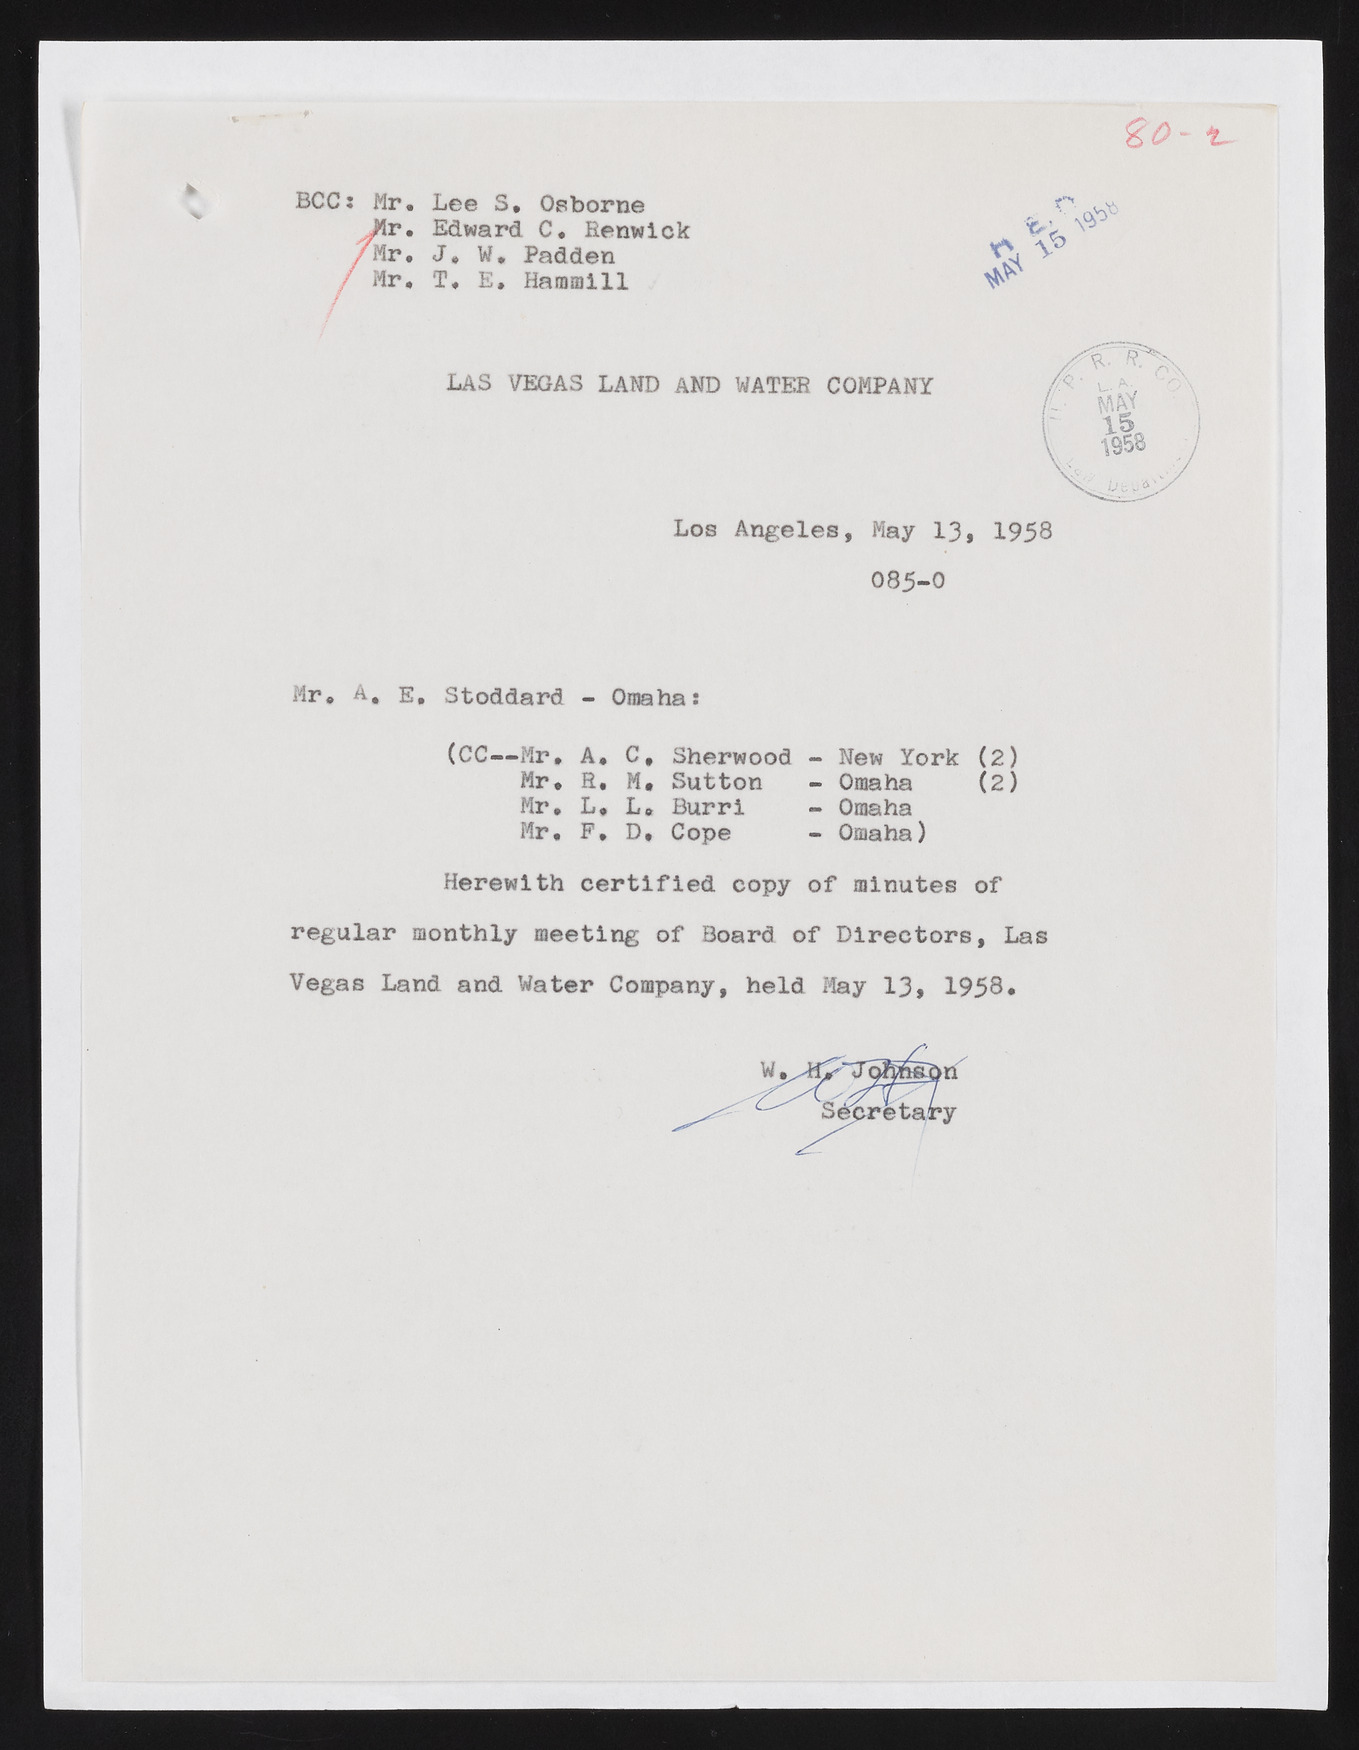 80-2
BCC: Mr. Lee S. Osborne
Mr. Edward C. Renwick
Mr. J. W. Padden
Mr. T. E. Hammill
MAY 15 1958
LAS VEGAS LAND AND WATER COMPANY
U. P. R. R. CO.
L. A.
MAY
15
1958
Los Angeles, May 13, 1958
085-0
Mr. A. E. Stoddard - Omaha:
(CC--Mr. A. C. Sherwood - New York (2)
Mr. R. M. Sutton - Omaha (2)
Mr. L. L. Burri - Omaha
Mr. F. D. Cope - Omaha)
Herewith certified copy of minutes of
regular monthly meeting of Board of Directors, Las
Vegas Land and Water Company, held May 13, 1958.
W. H. Johnson
Secretary